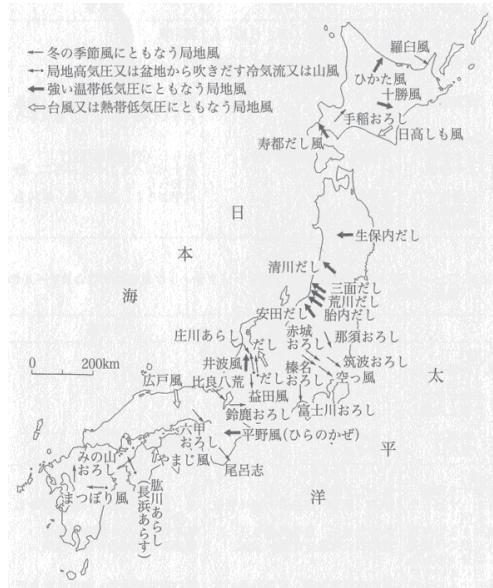 冬の季節風にともなう局地風
局地高気圧又は盆地から吹きだす冷気流又は山風
強い温帯低気圧にともなう局地風
台風又は熱帯低気圧にともなう局地風
羅臼風
ひかた風
十勝風
手稲おろし
日高しも風
寿都だし風
日
本
海
生保内だし
清川だし
三面だし
荒川だし
胎内だし
安田だし
庄川あらし
だし
赤城
おろし
那須おろし
井波風
榛名
おろし
筑波おろし
空っ風
0 200km
広戸風
比良八荒
だし
益田風
鈴鹿おろし
富士川おろし
太
平
洋
六甲
おろし
平野風(ひらのかぜ)
みの山
おろし
やまじ風
尾呂志
まつぼり風
肱川あらし
(長浜あらす)